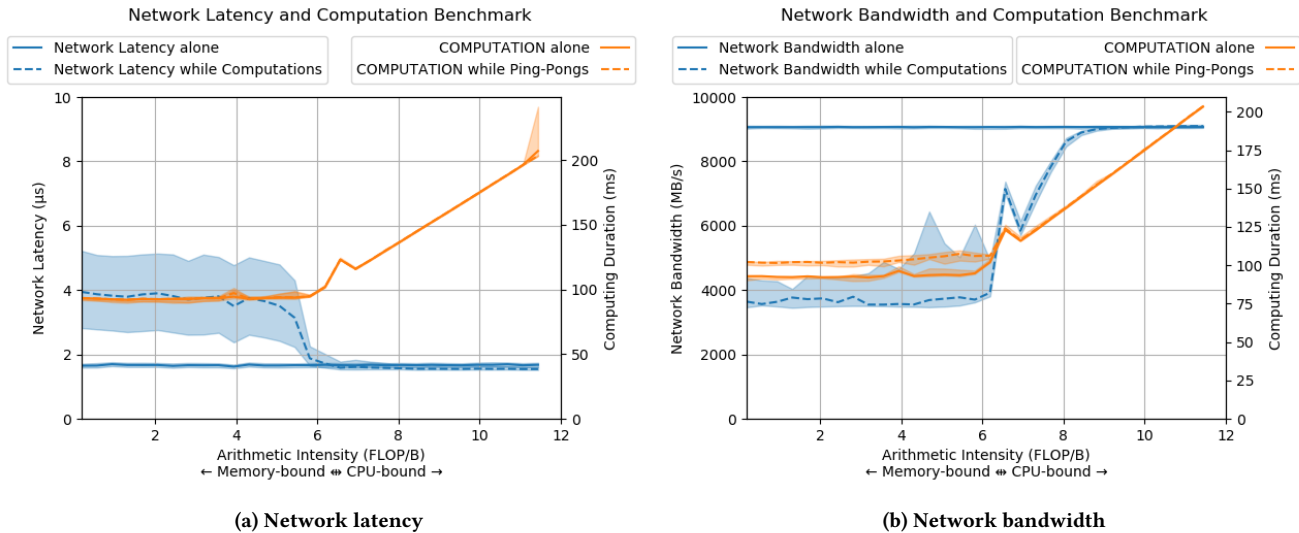 Network Latency and Computation Benchmark
Network Latency alone
Network Latency while Computations
COMPUTATION alone
COMPUTATION while Ping-Pongs
10
8
6
4
2
0
Network Latency (µs)
200
150
100
50
0
Computing Duration (ms)
2 4 6 8 10 12
Arithmetic Intensity (FLOP/B)
← Memory-bound ⇹ CPU-bound →
(a) Network latency
Network Bandwidth and Computation Benchmark
Network Bandwidth alone
Network Bandwidth while Computations
COMPUTATION alone
COMPUTATION while Ping-Pongs
10000
8000
6000
4000
2000
0
Network Bandwidth (MB/s)
200
175
150
125
100
75
50
25
0
Computing Duration (ms)
2 4 6 8 10 12
Arithmetic Intensity (FLOP/B)
← Memory-bound ⇹ CPU-bound →
(b) Network bandwidth